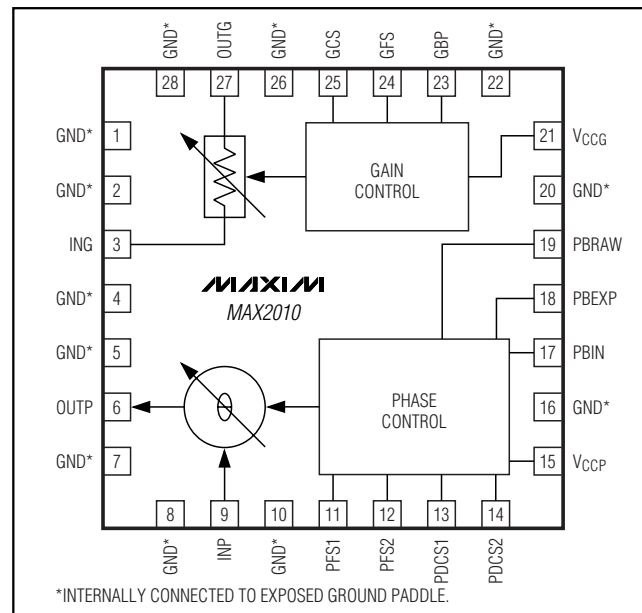 GND* OUTG GND* GCS GFS GBP GND*
28 27 26 25 24 23 22
GND* 1
GND* 2
ING 3
GND* 4
GND* 5
OUTP 6
GND* 7
GAIN
CONTROL
21 VCCG
20 GND*
19 PBRAW
18 PBEXP
17 PBIN
16 GND*
15 VCCP
MAXIM
MAX2010
θ
PHASE
CONTROL
8 9 10 11 12 13 14
GND* INP GND* PFS1 PFS2 PDCS1 PDCS2
*INTERNALLY CONNECTED TO EXPOSED GROUND PADDLE.